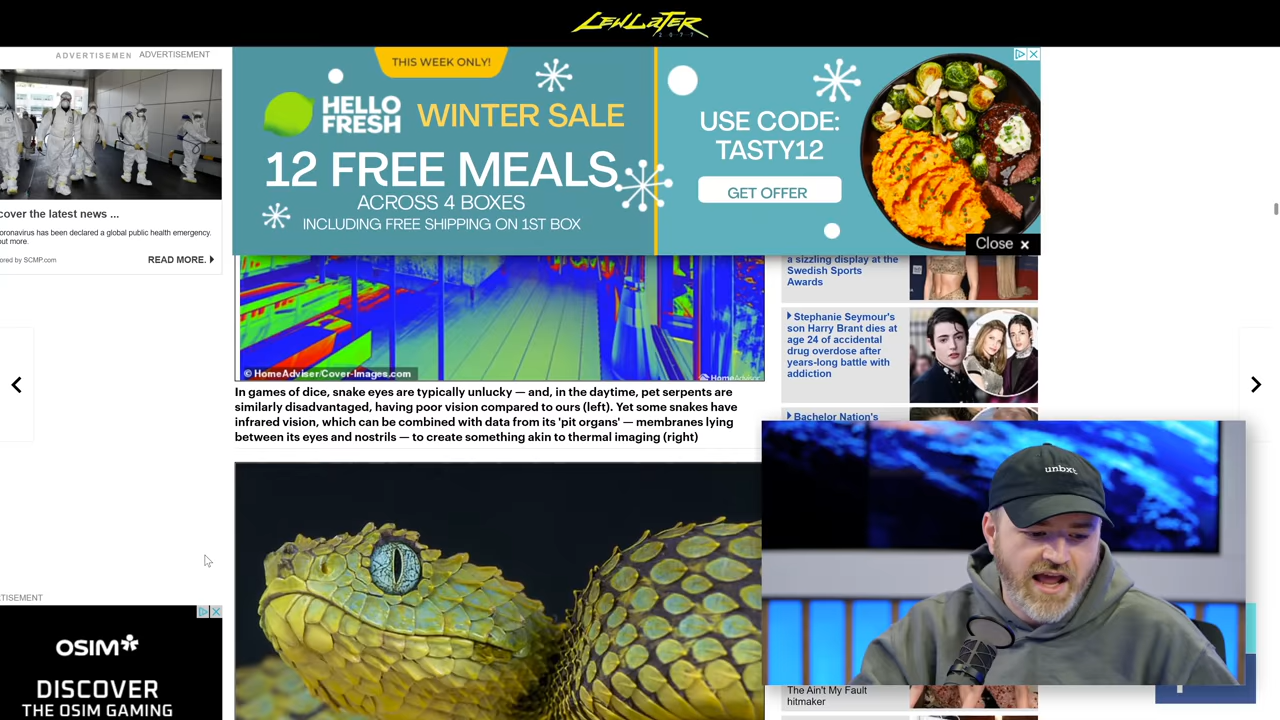 LEWLATER
2077
ADVERTISEMEN
ADVERTISEMENT
THIS WEEK ONLY!
HELLO
FRESH
WINTER SALE
12 FREE MEALS
ACROSS 4 BOXES
INCLUDING FREE SHIPPING ON 1ST BOX
USE CODE:
TASTY12
GET OFFER
Close ×
cover the latest news ...
oronavirus has been declared a global public health emergency.
out more.
ored by SCMP.com
READ MORE.
a sizzling display at the
Swedish Sports
Awards
Stephanie Seymour's
son Harry Brant dies at
age 24 of accidental
drug overdose after
years-long battle with
addiction
Bachelor Nation's
© HomeAdviser/Cover-Images.com
In games of dice, snake eyes are typically unlucky — and, in the daytime, pet serpents are
similarly disadvantaged, having poor vision compared to ours (left). Yet some snakes have
infrared vision, which can be combined with data from its 'pit organs' — membranes lying
between its eyes and nostrils — to create something akin to thermal imaging (right)
unbxt
TISEMENT
OSIM
DISCOVER
THE OSIM GAMING
The Ain't My Fault
hitmaker